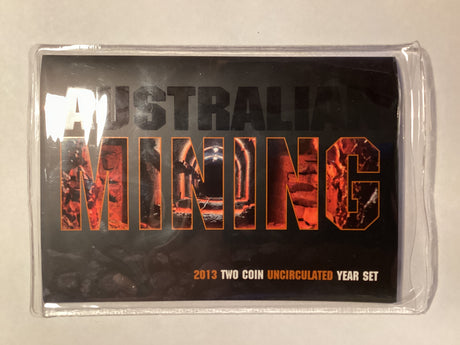 AUSTRALIAN
MINING
2013 TWO COIN UNCIRCULATED YEAR SET